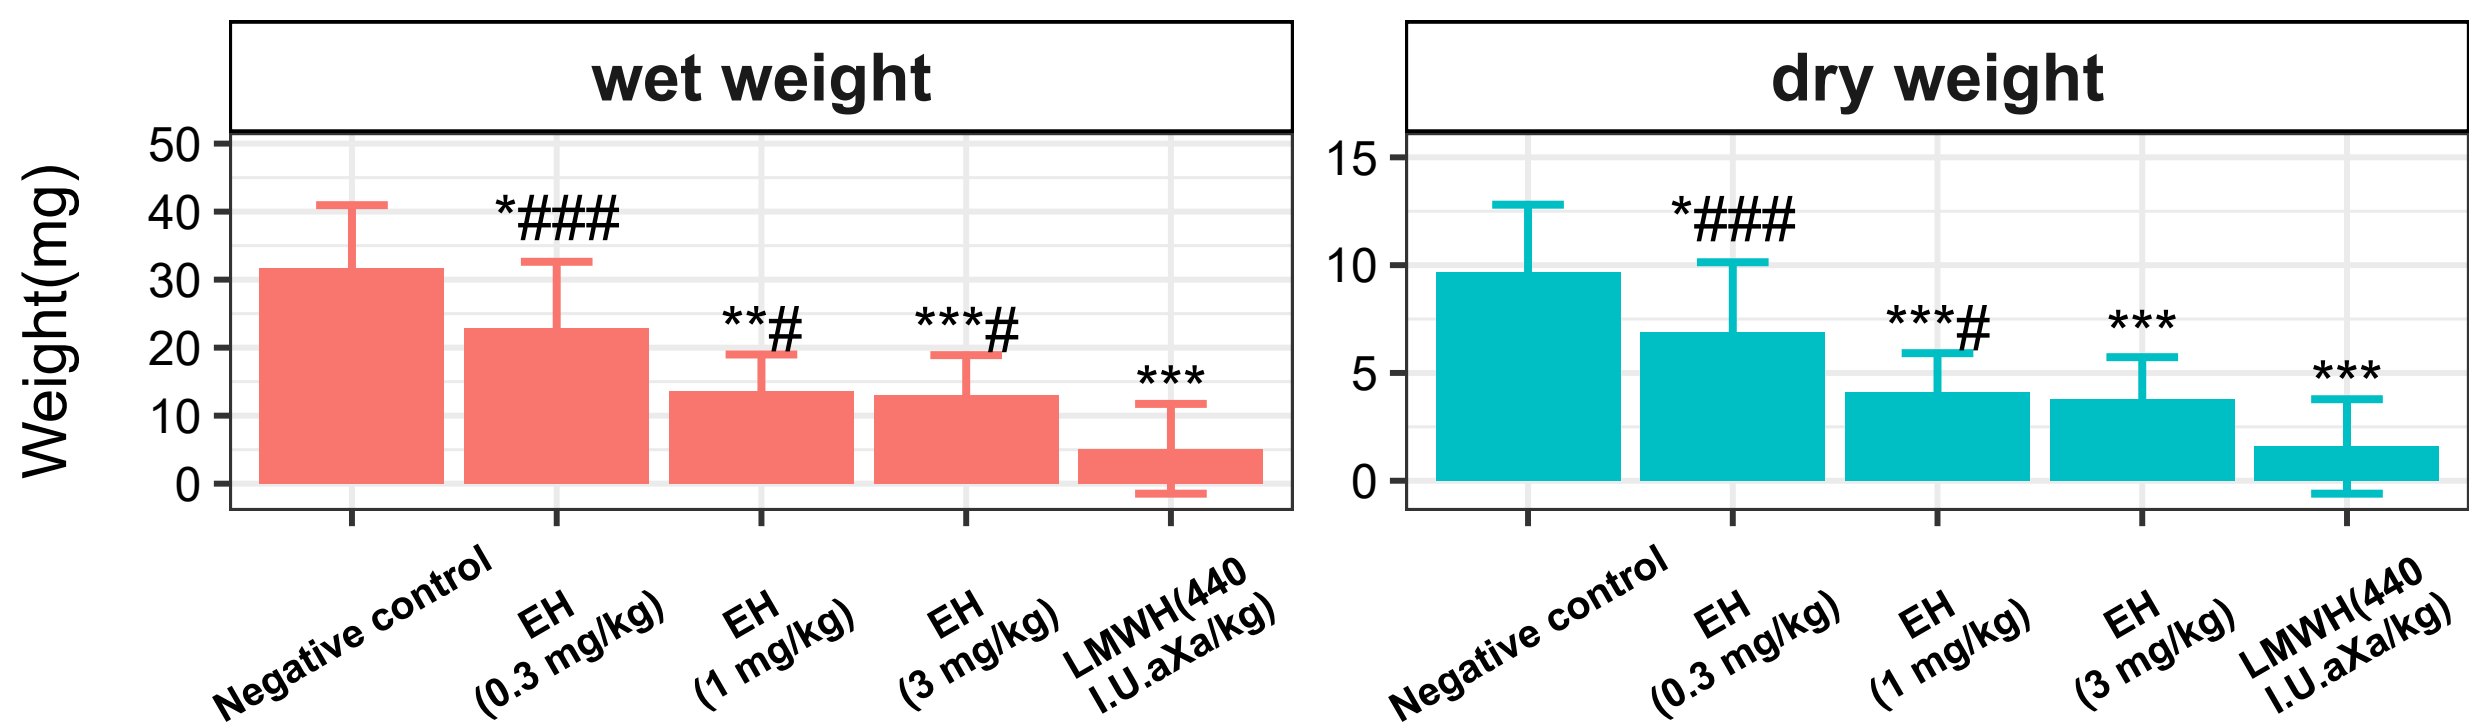 wet weight
dry weight
Weight(mg)
50
40
30
20
10
0
*###
**#
***#
***
15
10
5
0
*###
***#
***
***
Negative control
EH
(0.3 mg/kg)
EH
(1 mg/kg)
EH
(3 mg/kg)
LMWH(440
I.U.aXa/kg)
Negative control
EH
(0.3 mg/kg)
EH
(1 mg/kg)
EH
(3 mg/kg)
LMWH(440
I.U.aXa/kg)